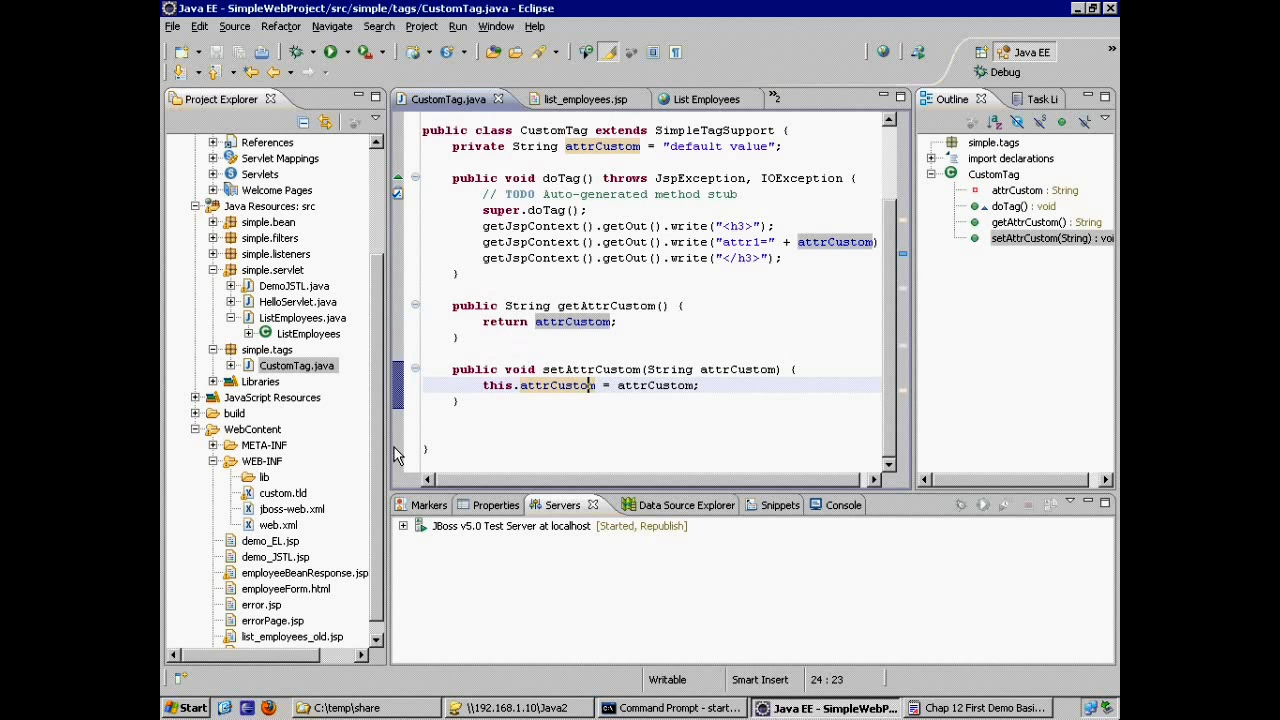 Java EE - SimpleWebProject/src/simple/tags/CustomTag.java - Eclipse
File Edit Source Refactor Navigate Search Project Run Window Help
Java EE
Debug
Project Explorer
References
Servlet Mappings
Servlets
Welcome Pages
Java Resources: src
simple.bean
simple.filters
simple.listeners
simple.servlet
DemoJSTL.java
HelloServlet.java
ListEmployees.java
ListEmployees
simple.tags
CustomTag.java
Libraries
JavaScript Resources
build
WebContent
META-INF
WEB-INF
lib
custom.tld
jboss-web.xml
web.xml
demo_EL.jsp
demo_JSTL.jsp
employeeBeanResponse.jsp
employeeForm.html
error.jsp
errorPage.jsp
list_employees_old.jsp
CustomTag.java list_employees.jsp List Employees »2
public class CustomTag extends SimpleTagSupport {
private String attrCustom = "default value";
public void doTag() throws JspException, IOException {
// TODO Auto-generated method stub
super.doTag();
getJspContext().getOut().write("<h3>");
getJspContext().getOut().write("attr1=" + attrCustom)
getJspContext().getOut().write("</h3>");
}
public String getAttrCustom() {
return attrCustom;
}
public void setAttrCustom(String attrCustom) {
this.attrCustom = attrCustom;
}
}
Outline Task Li
simple.tags
import declarations
CustomTag
attrCustom : String
doTag() : void
getAttrCustom() : String
setAttrCustom(String) : voi
Markers Properties Servers Data Source Explorer Snippets Console
JBoss v5.0 Test Server at localhost [Started, Republish]
Writable Smart Insert 24 : 23
Start C:\temp\share \\192.168.1.10\Java2 Command Prompt - start... Java EE - SimpleWebP... Chap 12 First Demo Basi...